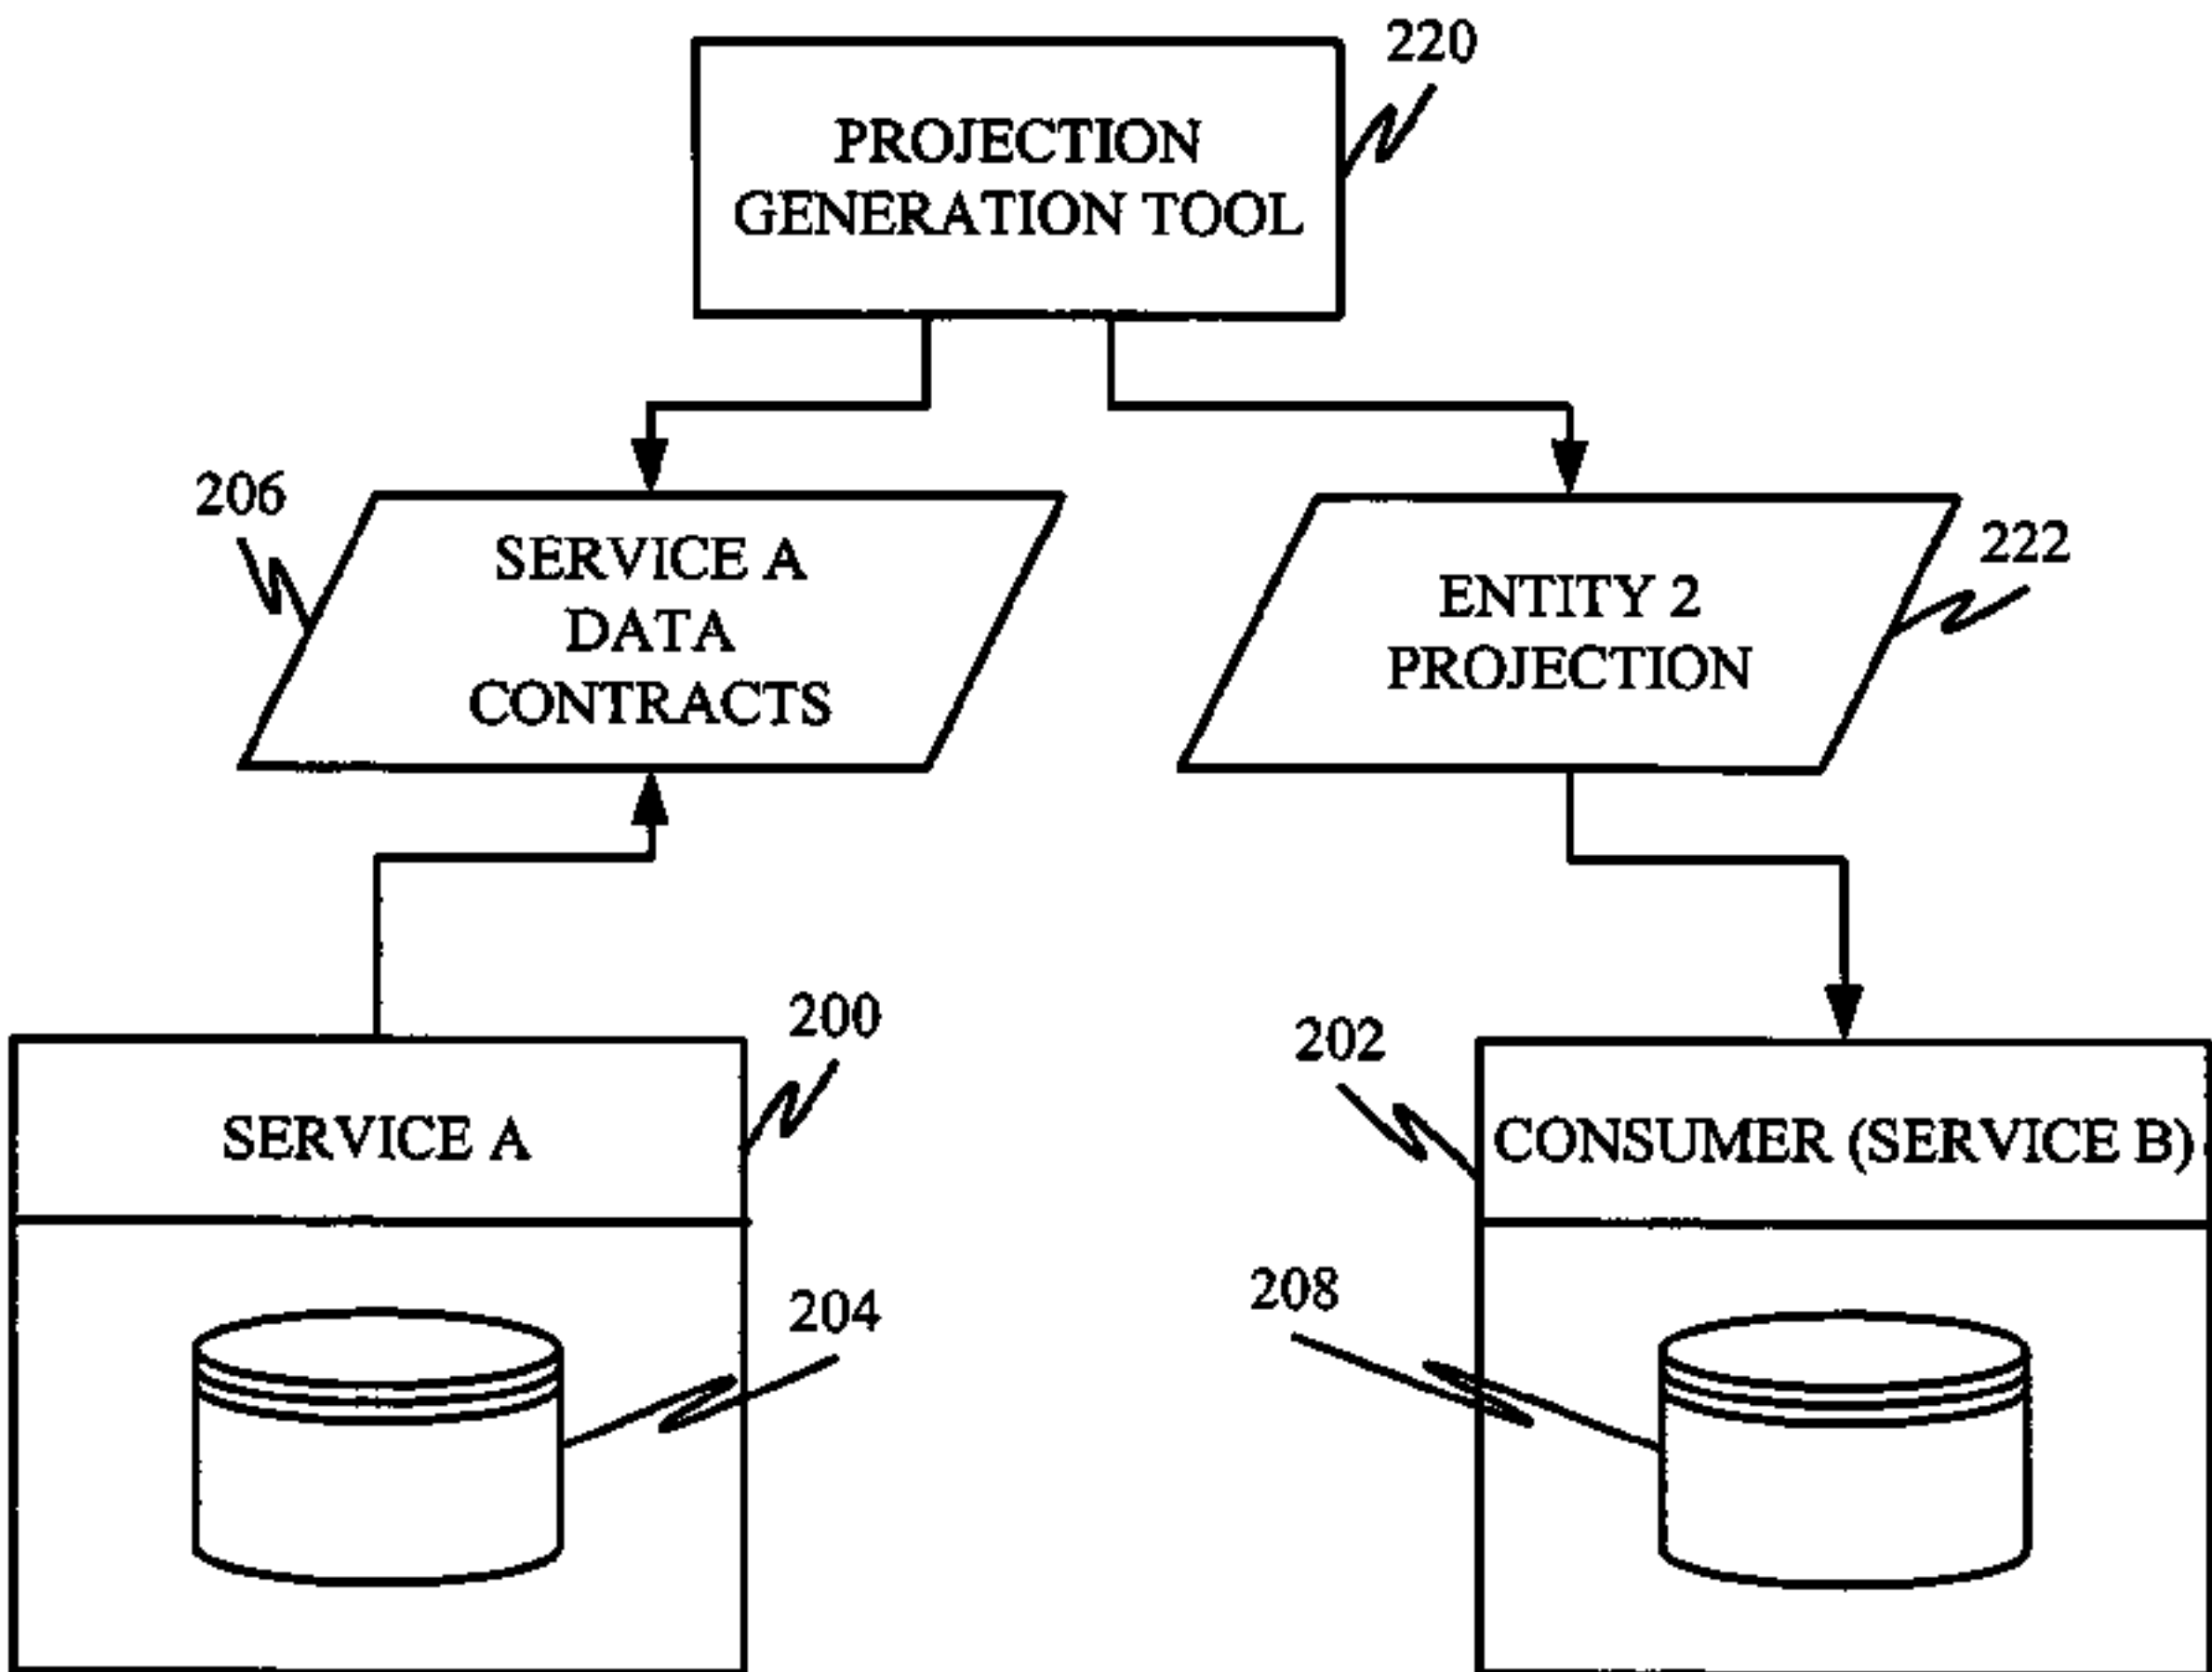 220
PROJECTION
GENERATION TOOL
206
SERVICE A
DATA
CONTRACTS
222
ENTITY 2
PROJECTION
200
SERVICE A
202
CONSUMER (SERVICE B)
204
208